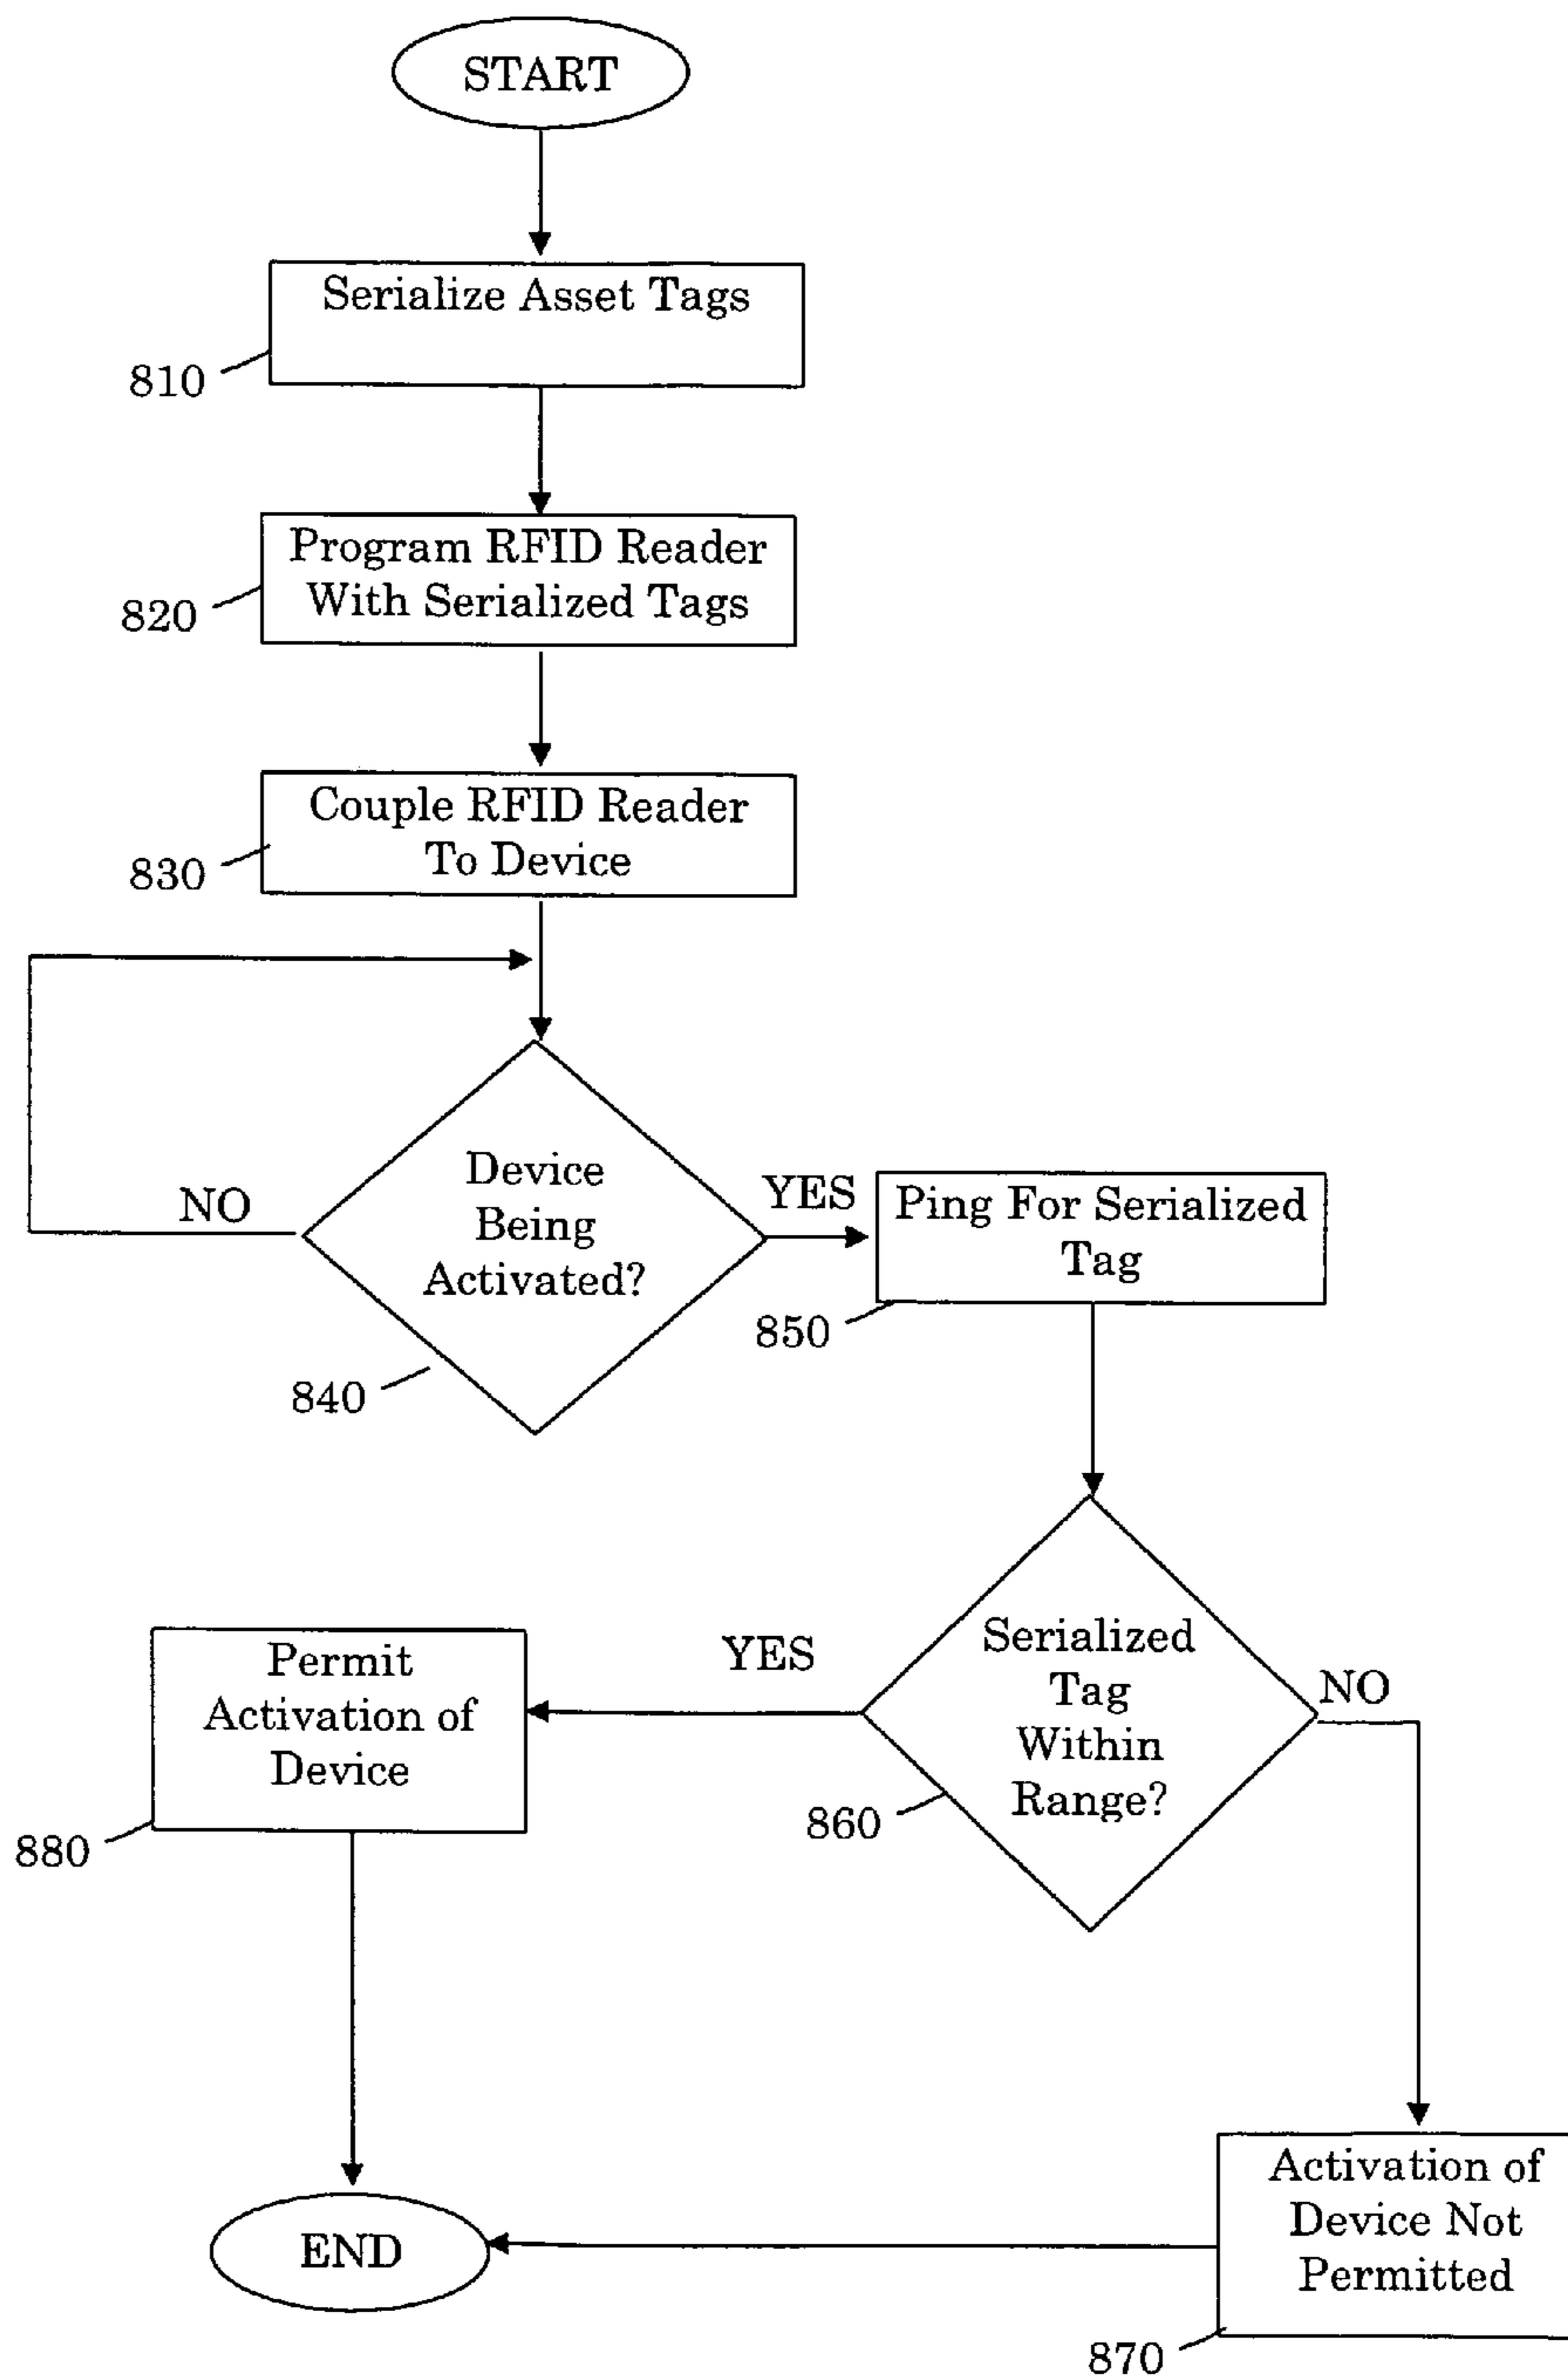 START
Serialize Asset Tags
810
Program RFID Reader
With Serialized Tags
820
Couple RFID Reader
To Device
830
Device
Being
Activated?
NO
YES
840
Ping For Serialized
Tag
850
Serialized
Tag
Within
Range?
YES
NO
860
Permit
Activation of
Device
880
Activation of
Device Not
Permitted
870
END